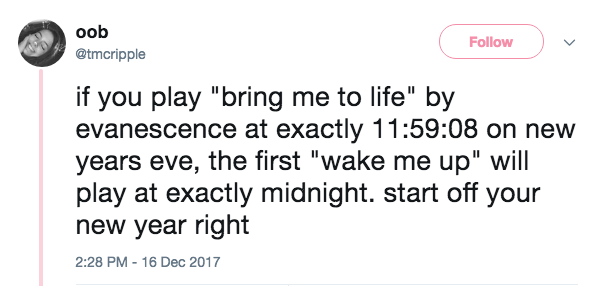 oob
@tmcripple
Follow
if you play "bring me to life" by
evanescence at exactly 11:59:08 on new
years eve, the first "wake me up" will
play at exactly midnight. start off your
new year right
2:28 PM - 16 Dec 2017